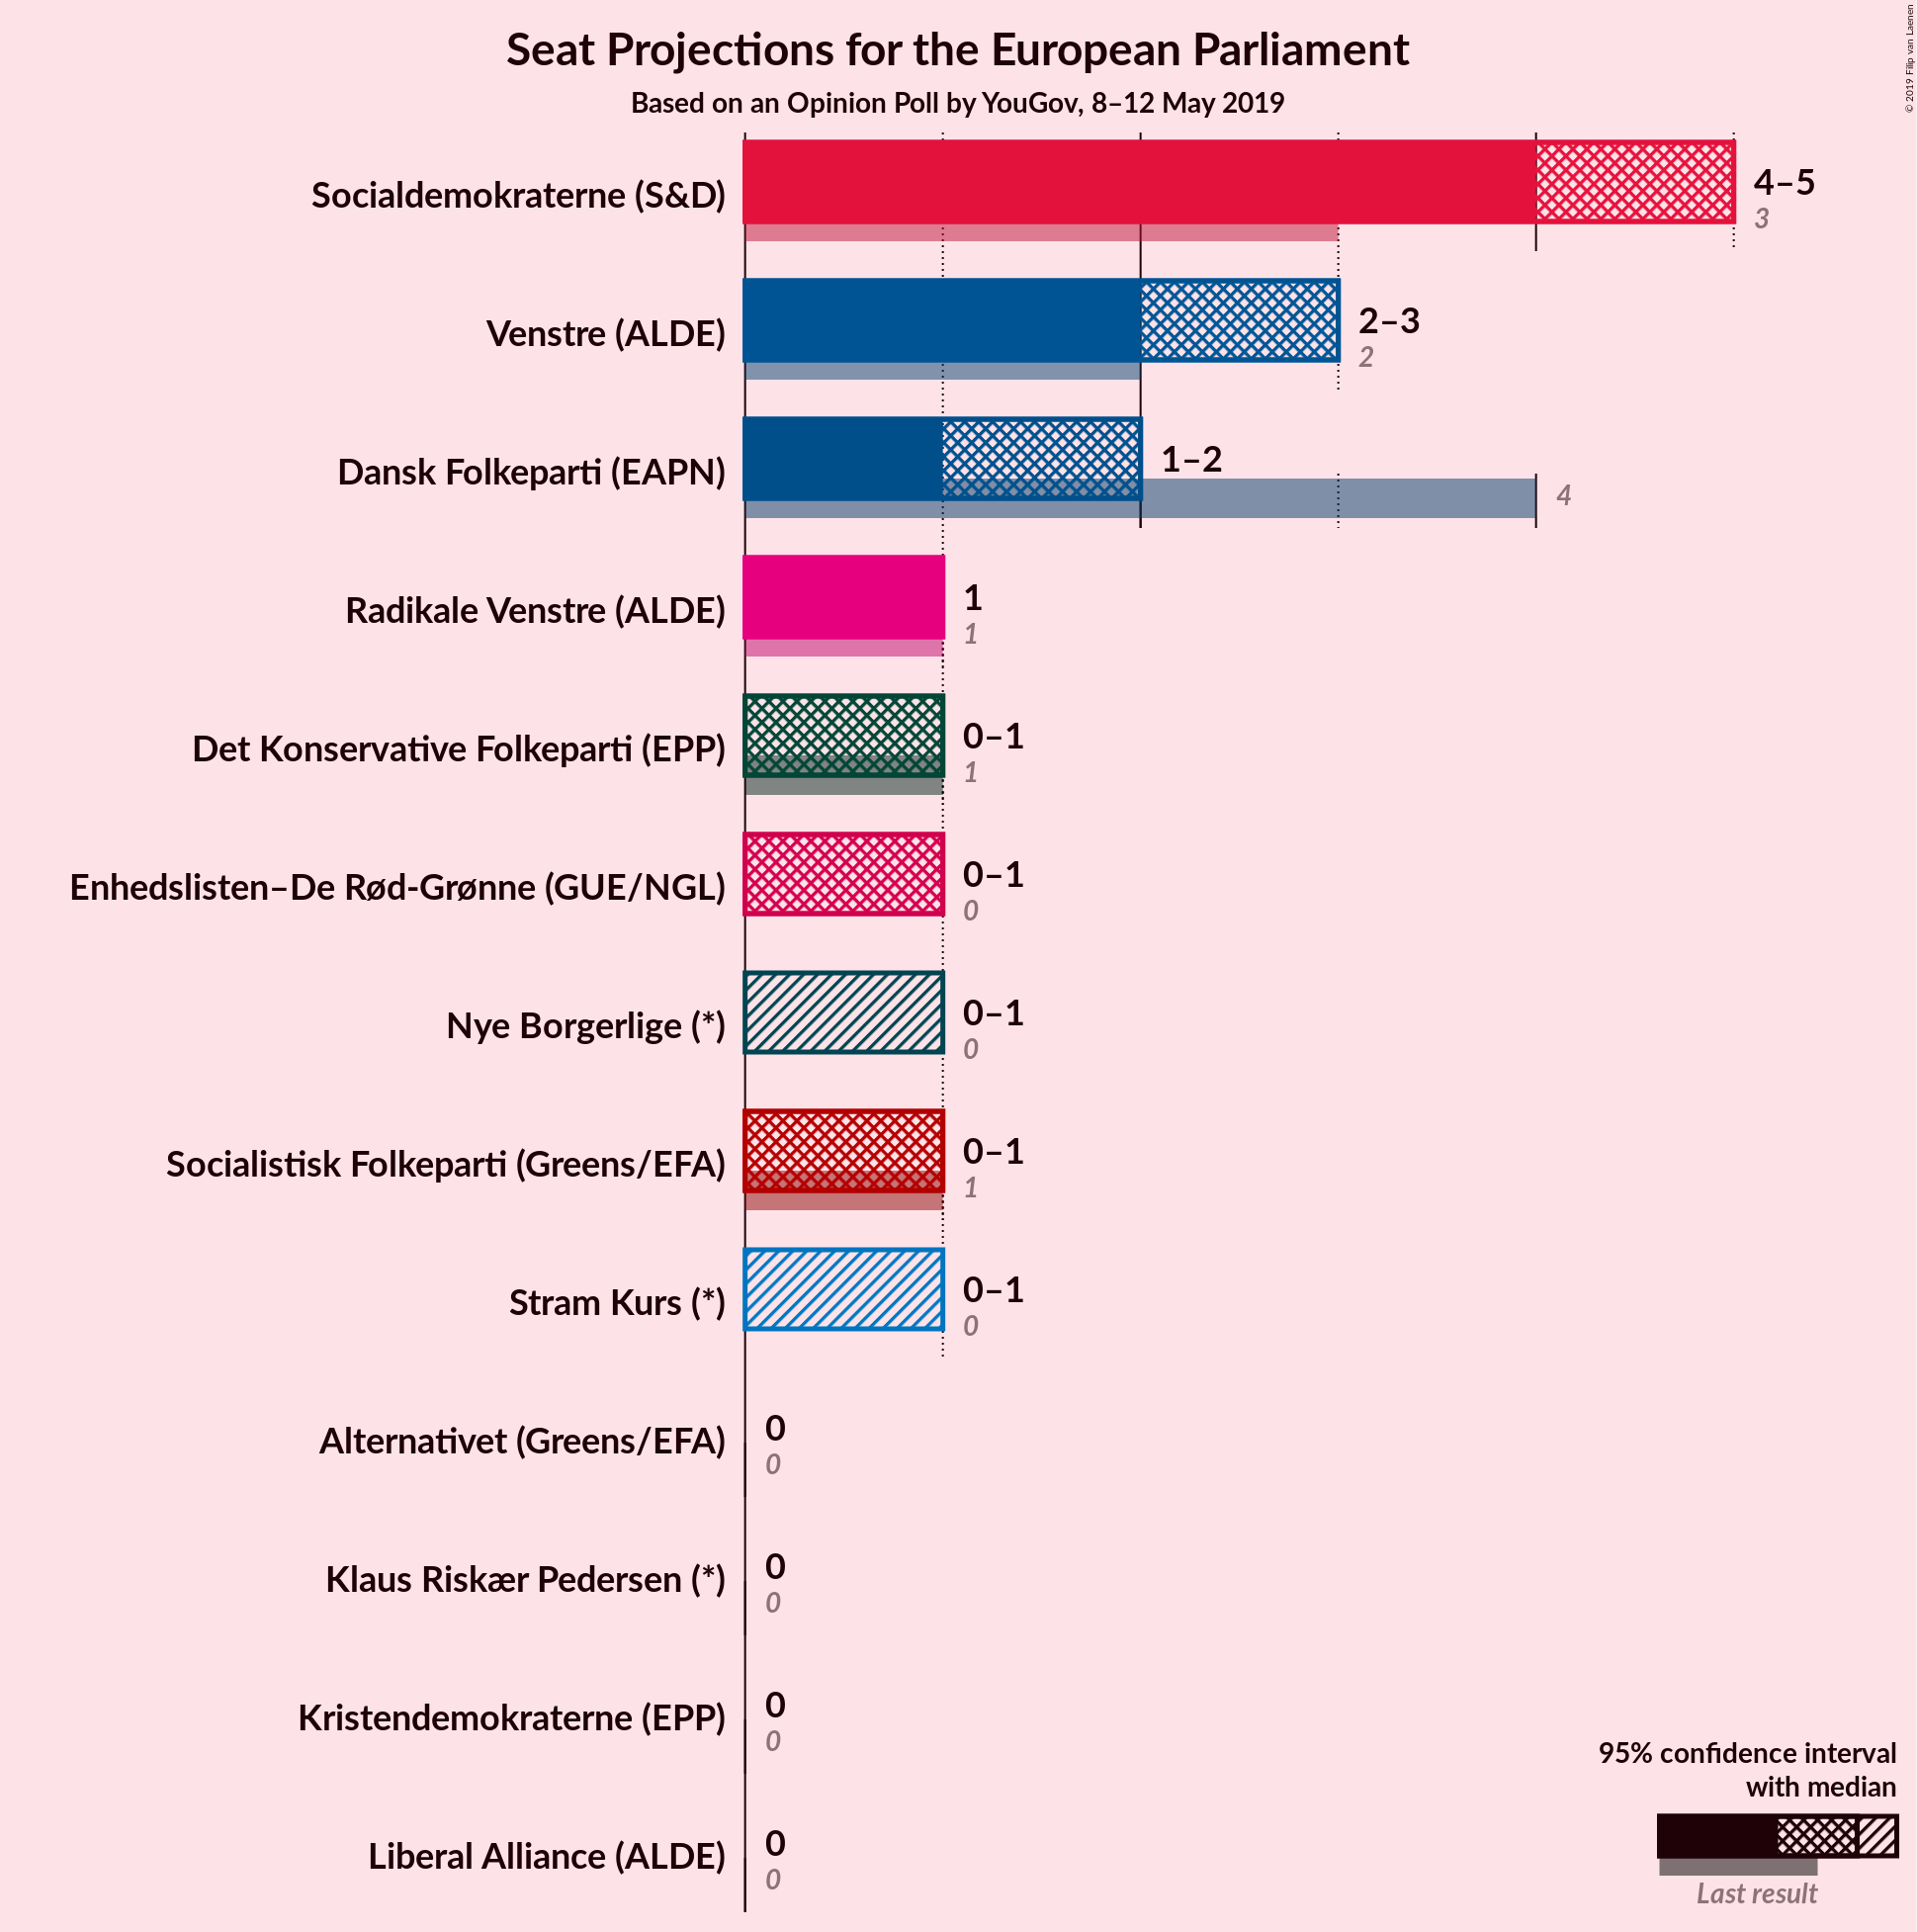 Seat Projections for the European Parliament
Based on an Opinion Poll by YouGov, 8–12 May 2019
© 2019 Filip van Laenen
Socialdemokraterne (S&D)
4–5
3
Venstre (ALDE)
2–3
2
Dansk Folkeparti (EAPN)
1–2
4
Radikale Venstre (ALDE)
1
1
Det Konservative Folkeparti (EPP)
0–1
1
Enhedslisten–De Rød-Grønne (GUE/NGL)
0–1
0
Nye Borgerlige (*)
0–1
0
Socialistisk Folkeparti (Greens/EFA)
0–1
1
Stram Kurs (*)
0–1
0
Alternativet (Greens/EFA)
0
0
Klaus Riskær Pedersen (*)
0
0
Kristendemokraterne (EPP)
0
0
Liberal Alliance (ALDE)
0
0
95% confidence interval
with median
Last result